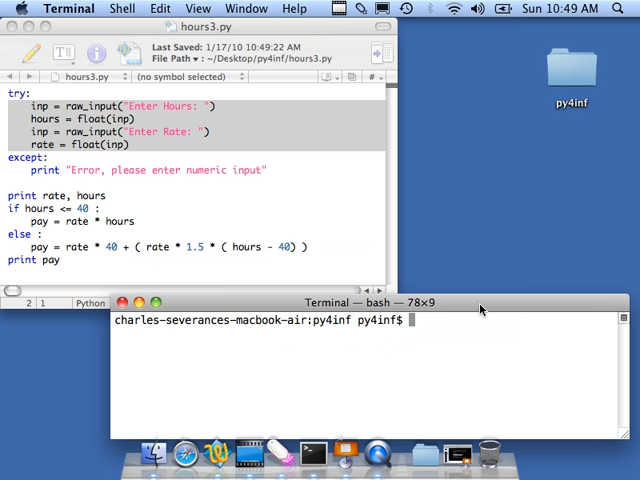 Terminal Shell Edit View Window Help Sun 10:49 AM
hours3.py
Last Saved: 1/17/10 10:49:22 AM
File Path ▾: ~/Desktop/py4inf/hours3.py
hours3.py (no symbol selected) #
try:
inp = raw_input("Enter Hours: ")
hours = float(inp)
inp = raw_input("Enter Rate: ")
rate = float(inp)
except:
print "Error, please enter numeric input"
print rate, hours
if hours <= 40 :
pay = rate * hours
else :
pay = rate * 40 + ( rate * 1.5 * ( hours - 40) )
print pay
2 1 Python
py4inf
Terminal — bash — 78×9
charles-severances-macbook-air:py4inf py4inf$